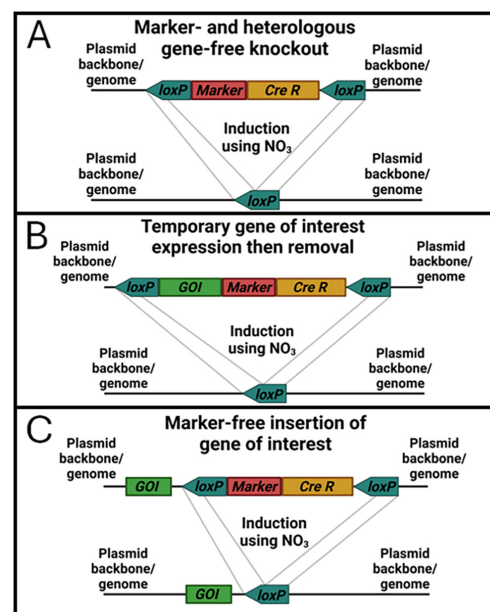 A
Marker- and heterologous
gene-free knockout
Plasmid
backbone/
genome
Plasmid
backbone/
genome
loxP Marker Cre R loxP
Induction
using NO3
Plasmid
backbone/
genome
Plasmid
backbone/
genome
loxP
B
Temporary gene of interest
expression then removal
Plasmid
backbone/
genome
Plasmid
backbone/
genome
loxP GOI Marker Cre R loxP
Induction
using NO3
Plasmid
backbone/
genome
Plasmid
backbone/
genome
loxP
C
Marker-free insertion of
gene of interest
Plasmid
backbone/
genome
Plasmid
backbone/
genome
GOI loxP Marker Cre R loxP
Induction
using NO3
Plasmid
backbone/
genome
Plasmid
backbone/
genome
GOI loxP